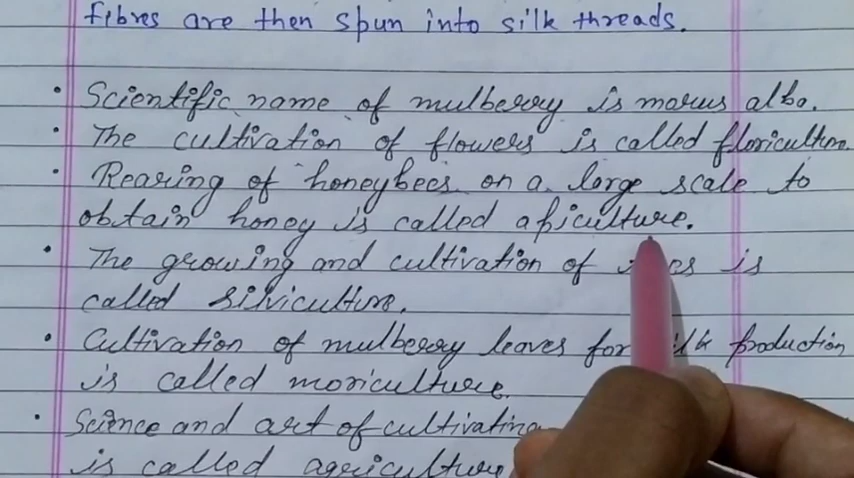 fibres are then spun into silk threads.
• Scientific name of mulberry is morus alba.
• The cultivation of flowers is called floriculture.
• Rearing of honeybees on a large scale to
obtain honey is called apiculture.
• The growing and cultivation of is
called silviculture.
• Cultivation of mulberry leaves for production
is called moriculture.
• Science and art of cultivating
is called agriculture